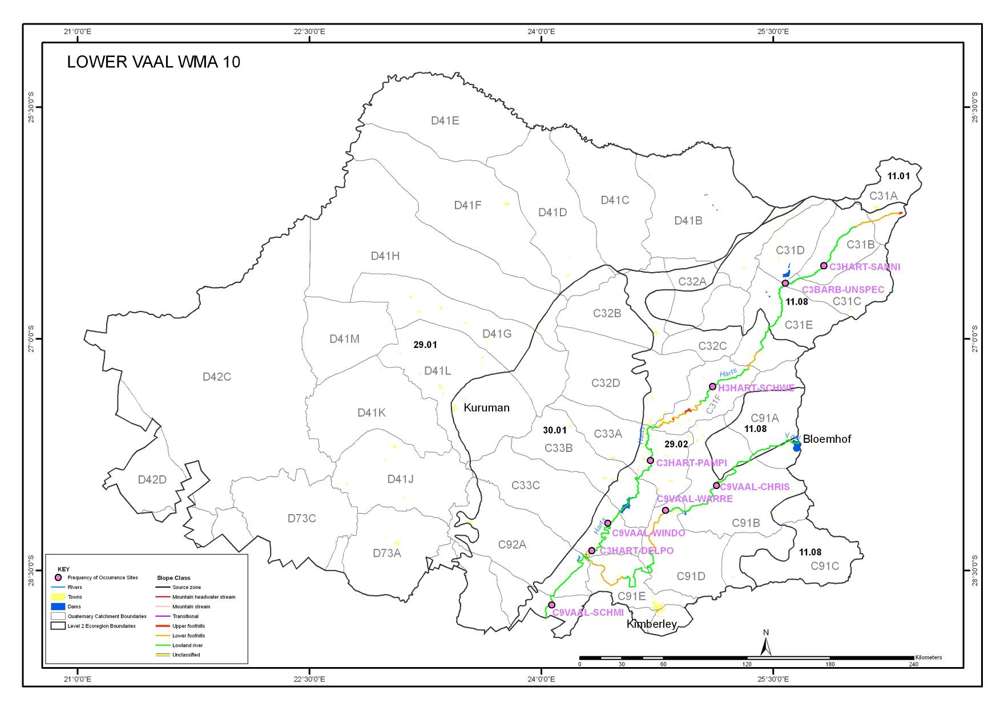 21°0'0"E
22°30'0"E
24°0'0"E
25°30'0"E
LOWER VAAL WMA 10
25°30'0"S
25°30'0"S
D41E
11.01
C31A
D41F
D41C
D41D
D41B
C31B
C31D
D41H
C3HART-SANNI
C32A
C3BARB-UNSPEC
11.08
C31C
C32B
C31E
D41G
27°0'0"S
27°0'0"S
D41M
29.01
C32C
D41L
Harts
D42C
C32D
H3HART-SCHWE
C31F
Kuruman
D41K
C91A
11.08
30.01
C33A
Harts
Vaal
Bloemhof
29.02
C33B
C3HART-PAMPI
D42D
D41J
C33C
C9VAAL-CHRIS
C9VAAL-WARRE
D73C
C91B
Harts
C9VAAL-WINDO
C92A
D73A
C3HART-DELPO
11.08
C91C
28°30'0"S
28°30'0"S
C91D
C91E
C9VAAL-SCHMI
Kimberley
KEY
Frequency of Occurrence Sites
Rivers
Towns
Dams
Quaternary Catchment Boundaries
Level 2 Ecoregion Boundaries
Slope Class
Source zone
Mountain headwater stream
Mountain stream
Transitional
Upper foothills
Lower foothills
Lowland river
Unclassified
N
Kilometers
0 30 60 120 180 240
21°0'0"E
22°30'0"E
24°0'0"E
25°30'0"E